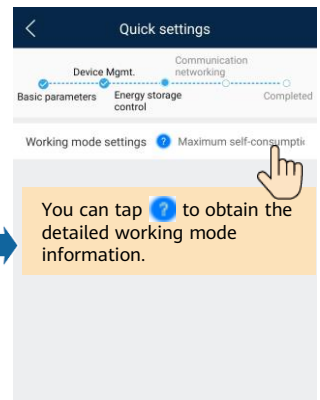 Quick settings
Communication
Device Mgmt. networking
Basic parameters Energy storage Completed
control
Working mode settings ? Maximum self-consumptic
You can tap ? to obtain the
detailed working mode
information.